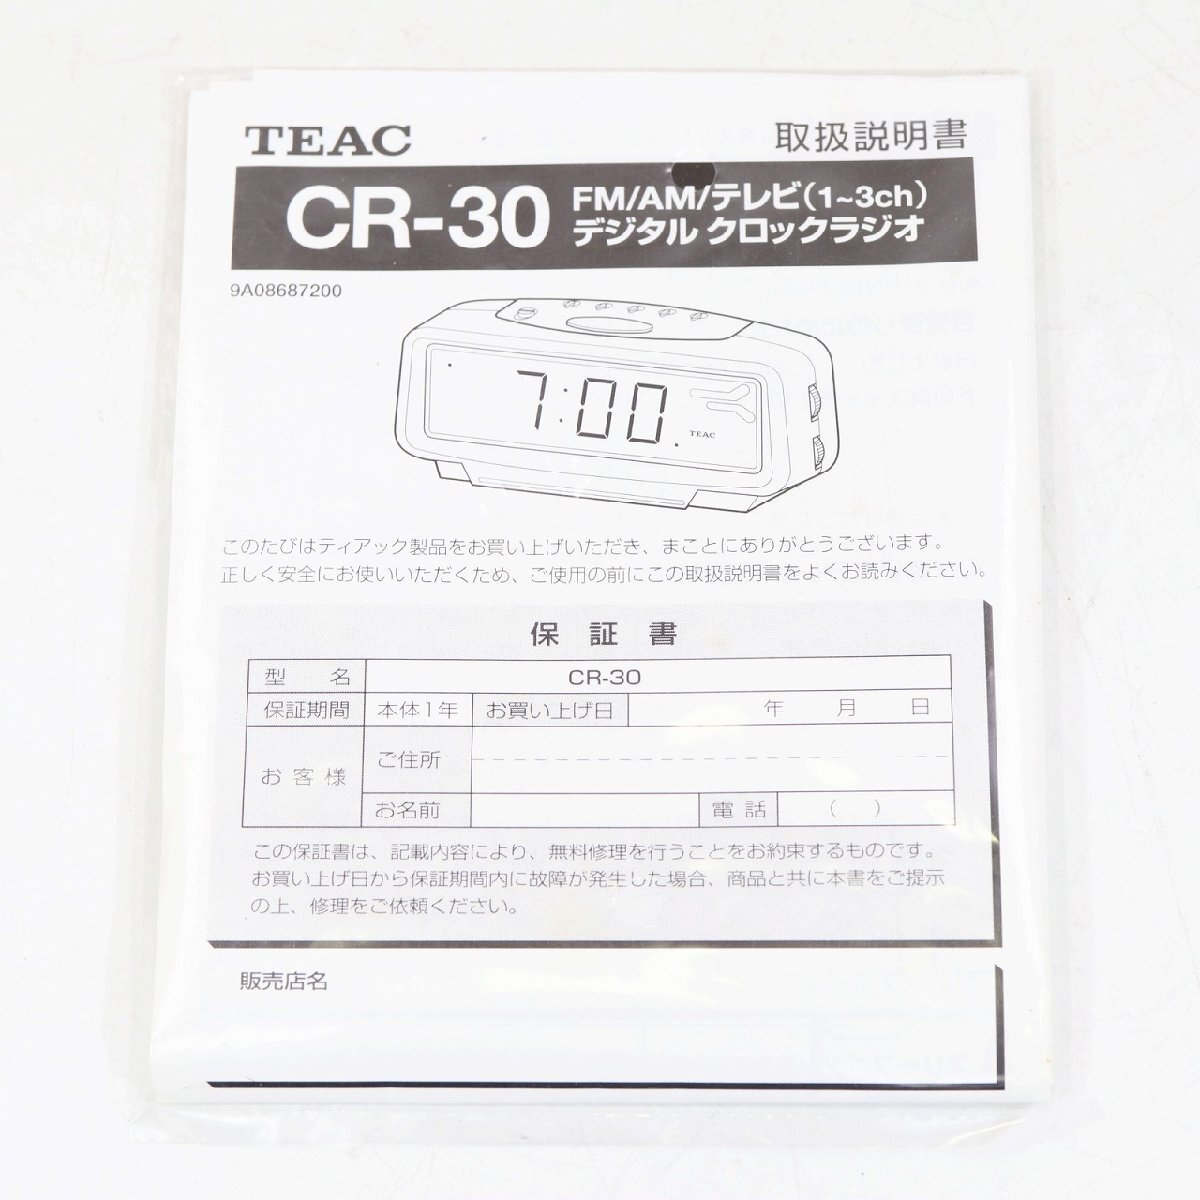 TEAC 取扱説明書
CR-30 FM/AM/テレビ(1~3ch)
デジタル クロックラジオ
9A08687200
7:00
TEAC
このたびはティアック製品をお買い上げいただき、まことにありがとうございます。
正しく安全にお使いいただくため、ご使用の前にこの取扱説明書をよくお読みください。
保 証 書
型 名 CR-30
保証期間 本体1年 お買い上げ日 年 月 日
お 客 様 ご住所
お名前 電 話 ( )
この保証書は、記載内容により、無料修理を行うことをお約束するものです。
お買い上げ日から保証期間内に故障が発生した場合、商品と共に本書をご提示
の上、修理をご依頼ください。
販売店名